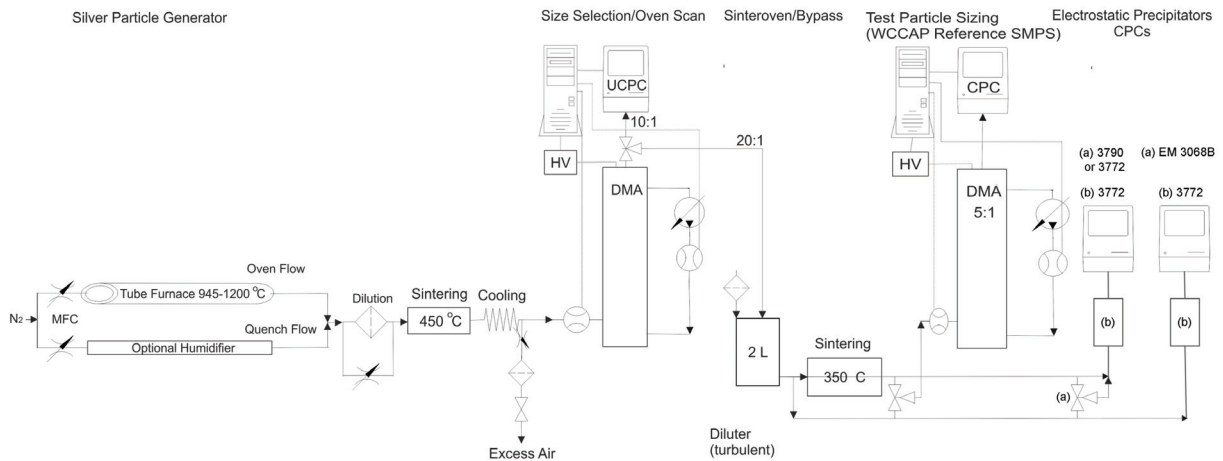 Silver Particle Generator
Size Selection/Oven Scan
Sinteroven/Bypass
Test Particle Sizing
(WCCAP Reference SMPS)
Electrostatic Precipitators
CPCs
UCPC
CPC
10:1
20:1
HV
HV
(a) 3790
or 3772
(a) EM 3068B
(b) 3772
(b) 3772
DMA
DMA
5:1
Oven Flow
Tube Furnace 945-1200 °C
N₂
MFC
Quench Flow
Optional Humidifier
Dilution
Sintering
450 °C
Cooling
Excess Air
2 L
Sintering
350 C
Diluter
(turbulent)
(b)
(b)
(a)